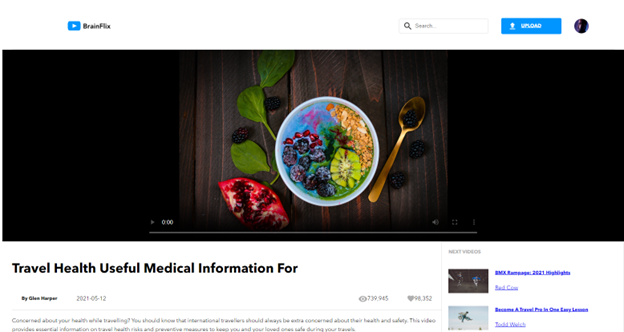 BrainFlix
Search...
UPLOAD
0:00
Travel Health Useful Medical Information For
By Glen Harper
2021-05-12
739,945
98,352
Concerned about your health while travelling? You should know that international travellers should always be extra concerned about their health and safety. This video
provides essential information on travel health risks and preventive measures to keep you and your loved ones safe during your travels.
NEXT VIDEOS
BMX Rampage: 2021 Highlights
Red Cow
Become A Travel Pro In One Easy Lesson
Todd Welch